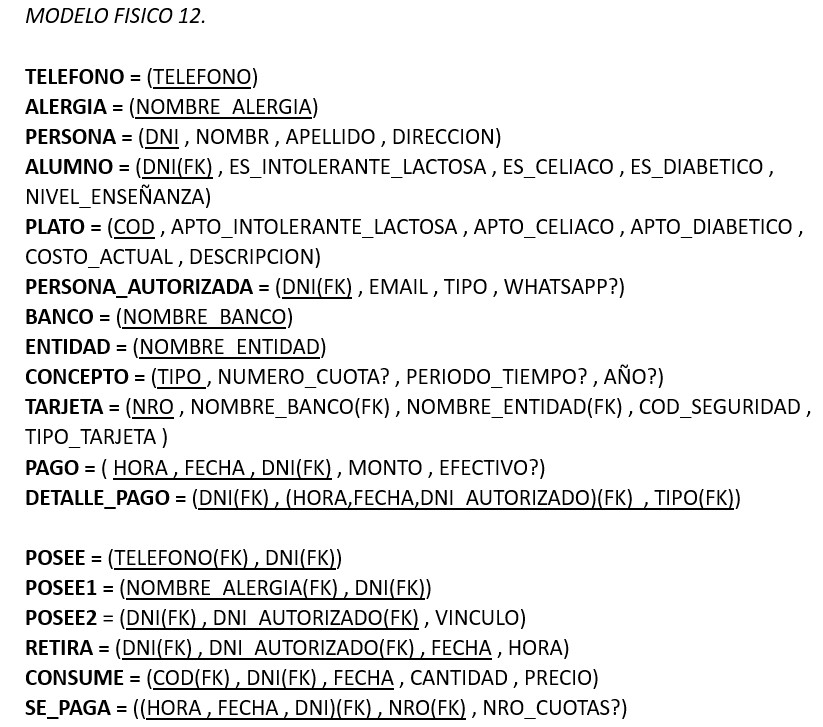 MODELO FISICO 12.
TELEFONO = (TELEFONO)
ALERGIA = (NOMBRE_ALERGIA)
PERSONA = (DNI , NOMBR , APELLIDO , DIRECCION)
ALUMNO = (DNI(FK) , ES_INTOLERANTE_LACTOSA , ES_CELIACO , ES_DIABETICO ,
NIVEL_ENSEÑANZA)
PLATO = (COD , APTO_INTOLERANTE_LACTOSA , APTO_CELIACO , APTO_DIABETICO ,
COSTO_ACTUAL , DESCRIPCION)
PERSONA_AUTORIZADA = (DNI(FK) , EMAIL , TIPO , WHATSAPP?)
BANCO = (NOMBRE_BANCO)
ENTIDAD = (NOMBRE_ENTIDAD)
CONCEPTO = (TIPO , NUMERO_CUOTA? , PERIODO_TIEMPO? , AÑO?)
TARJETA = (NRO , NOMBRE_BANCO(FK) , NOMBRE_ENTIDAD(FK) , COD_SEGURIDAD ,
TIPO_TARJETA )
PAGO = ( HORA , FECHA , DNI(FK) , MONTO , EFECTIVO?)
DETALLE_PAGO = (DNI(FK) , (HORA,FECHA,DNI_AUTORIZADO)(FK) , TIPO(FK))
POSEE = (TELEFONO(FK) , DNI(FK))
POSEE1 = (NOMBRE_ALERGIA(FK) , DNI(FK))
POSEE2 = (DNI(FK) , DNI_AUTORIZADO(FK) , VINCULO)
RETIRA = (DNI(FK) , DNI_AUTORIZADO(FK) , FECHA , HORA)
CONSUME = (COD(FK) , DNI(FK) , FECHA , CANTIDAD , PRECIO)
SE_PAGA = ((HORA , FECHA , DNI)(FK) , NRO(FK) , NRO_CUOTAS?)